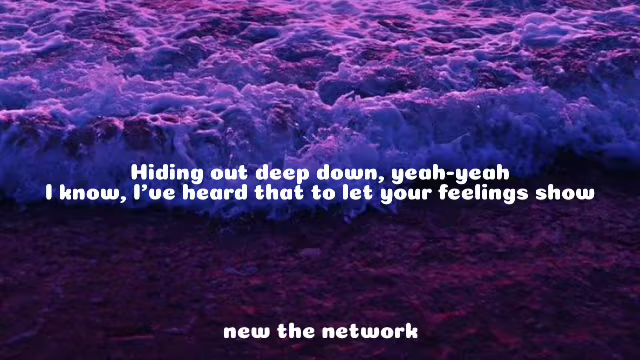 Hiding out deep down, yeah-yeah
I know, I've heard that to let your feelings show
new the network